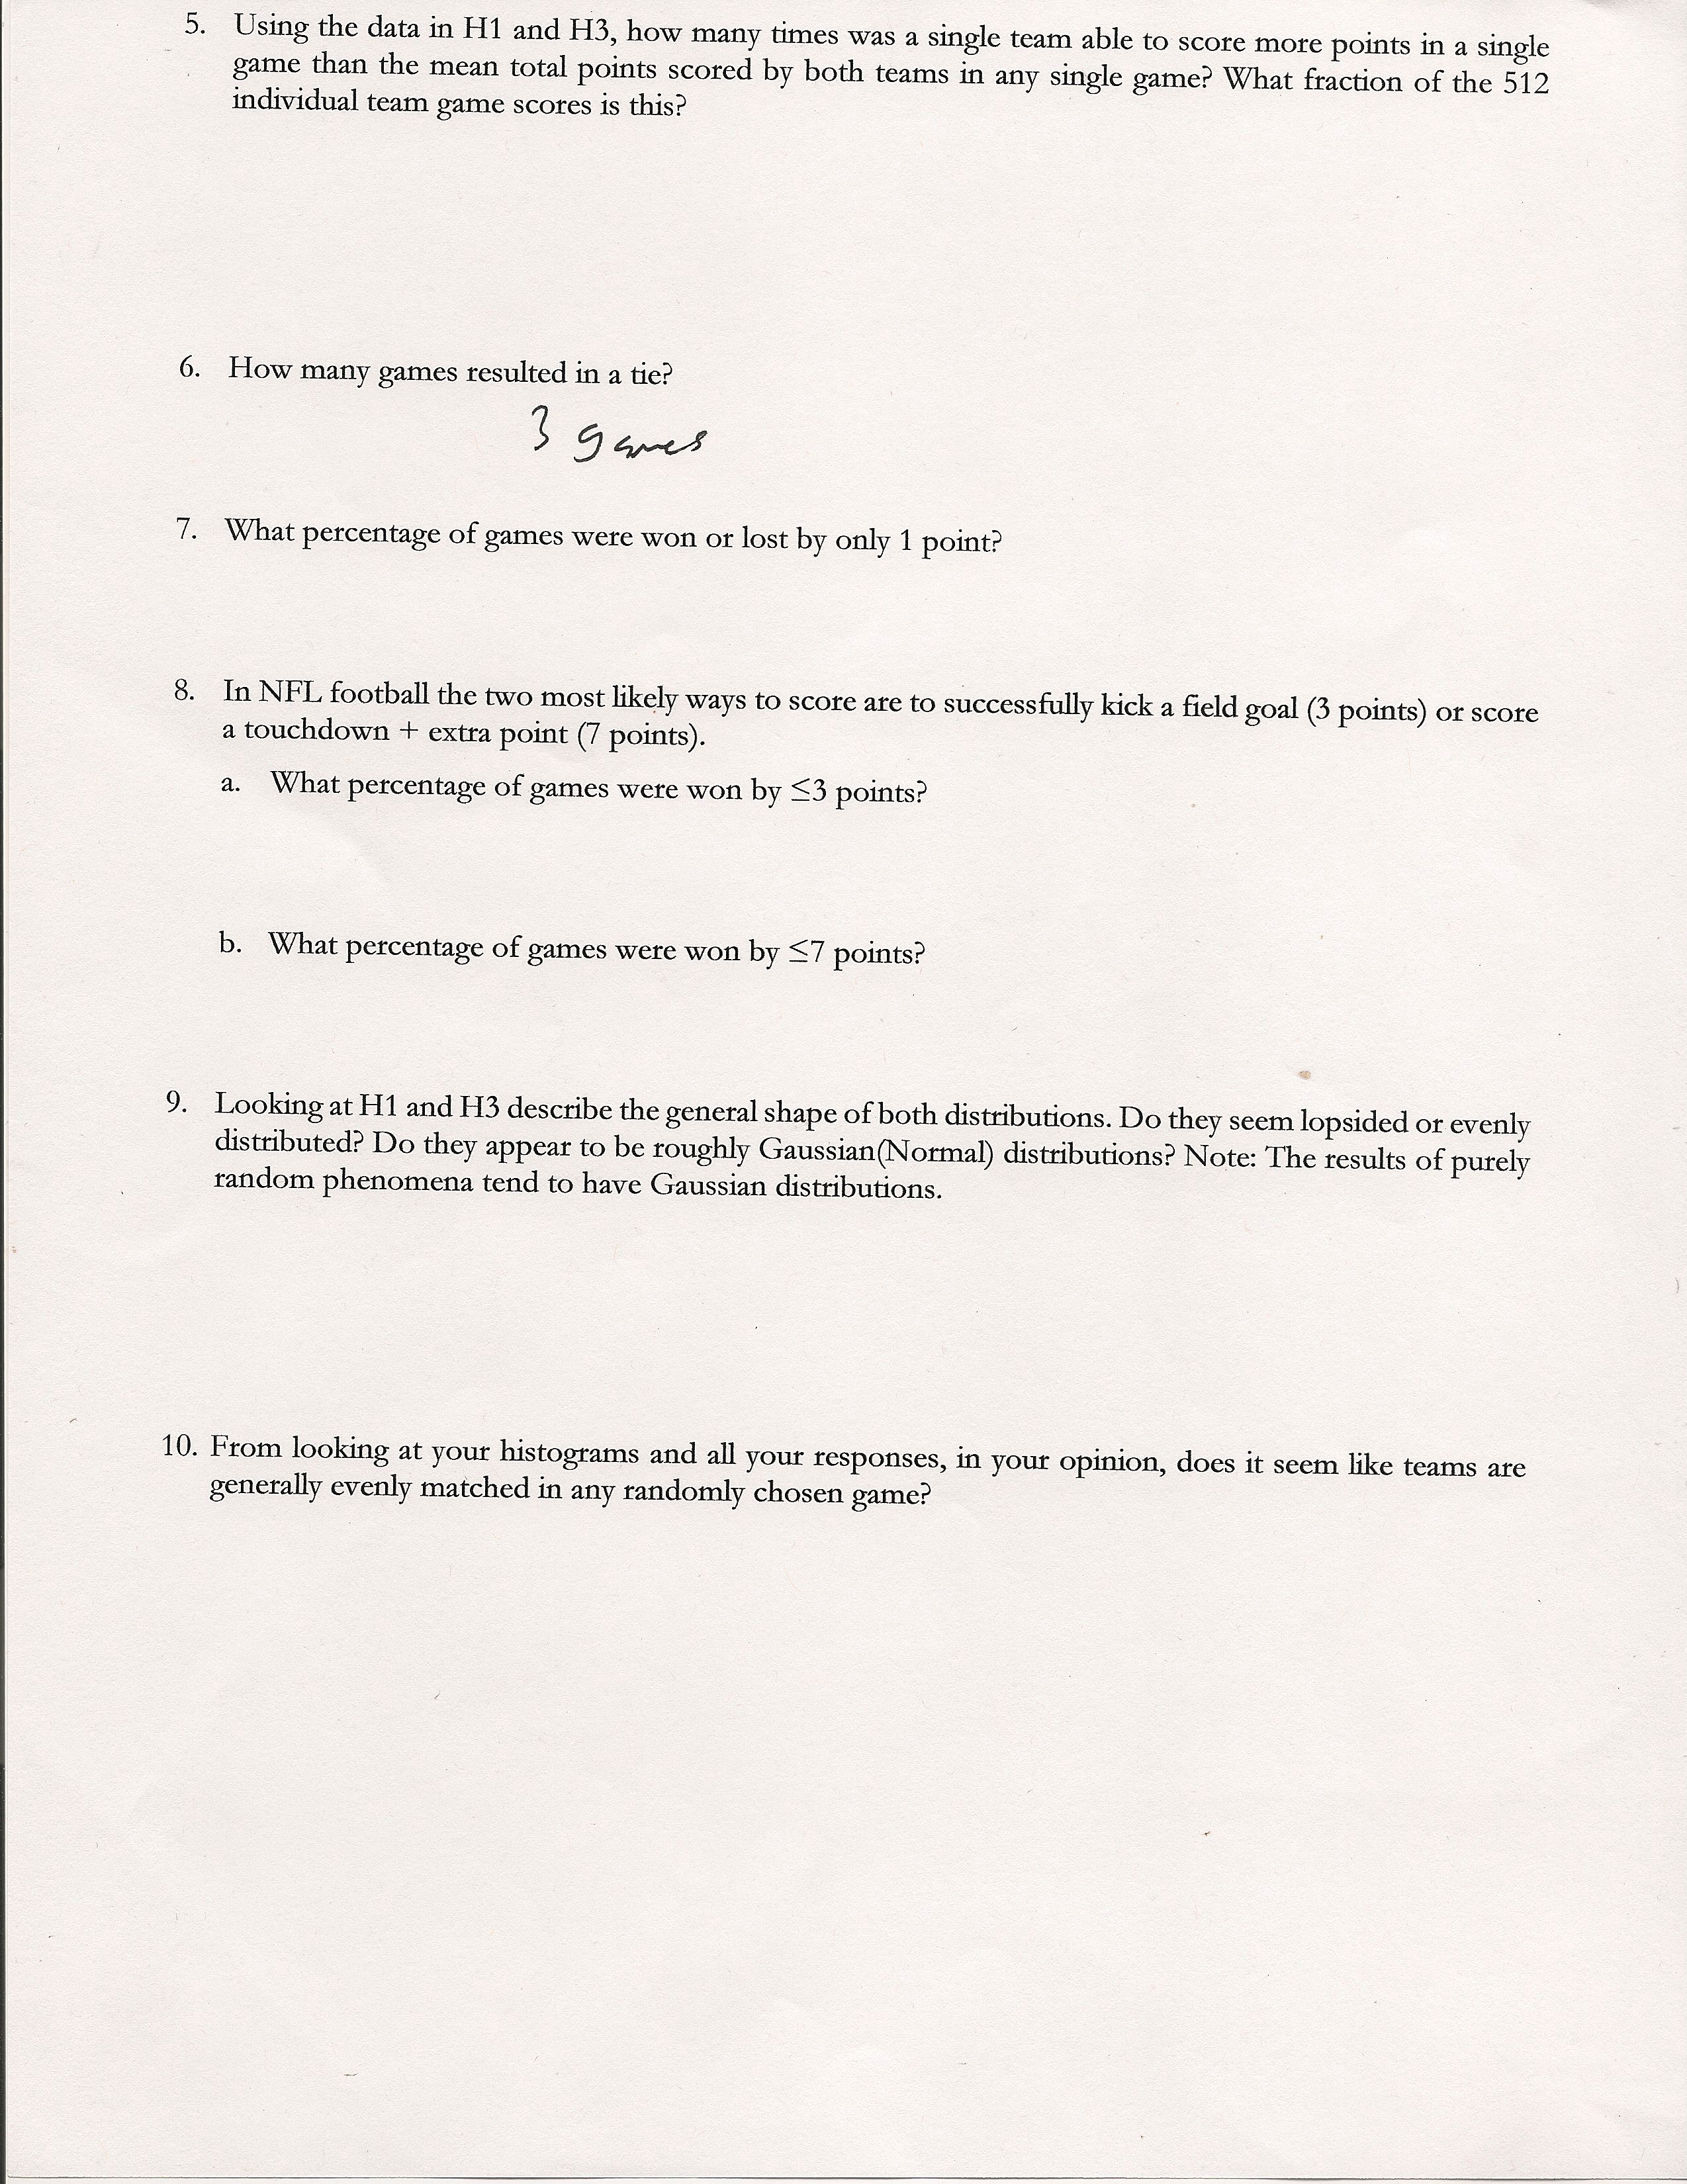 5. Using the data in H1 and H3, how many times was a single team able to score more points in a single
game than the mean total points scored by both teams in any single game? What fraction of the 512
individual team game scores is this?
6. How many games resulted in a tie?
3 games
7. What percentage of games were won or lost by only 1 point?
8. In NFL football the two most likely ways to score are to successfully kick a field goal (3 points) or score
a touchdown + extra point (7 points).
a. What percentage of games were won by ≤3 points?
b. What percentage of games were won by ≤7 points?
9. Looking at H1 and H3 describe the general shape of both distributions. Do they seem lopsided or evenly
distributed? Do they appear to be roughly Gaussian(Normal) distributions? Note: The results of purely
random phenomena tend to have Gaussian distributions.
10. From looking at your histograms and all your responses, in your opinion, does it seem like teams are
generally evenly matched in any randomly chosen game?